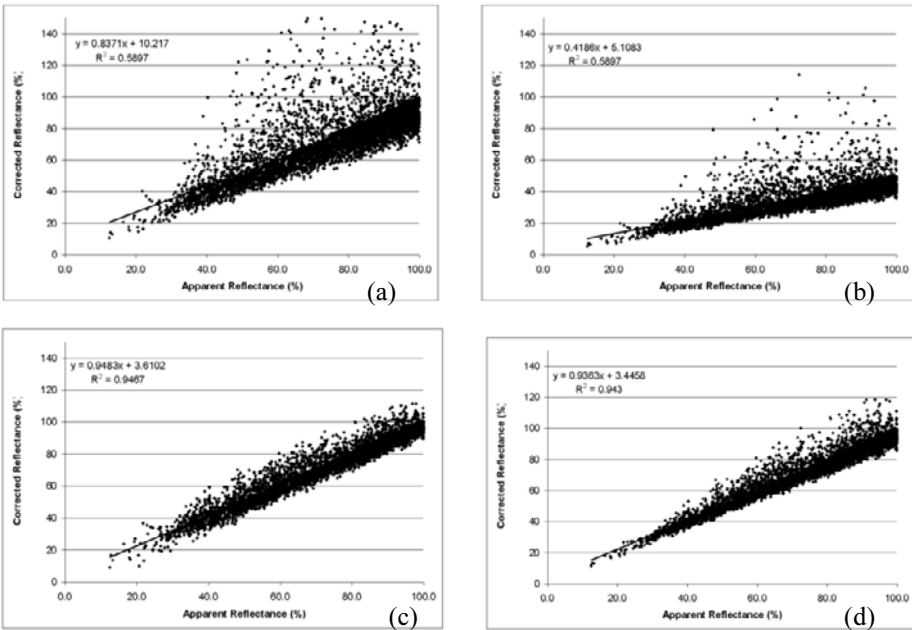 y = 0.8371x + 10.217
R² = 0.5897
Corrected Reflectance (%)
140
120
100
80
60
40
20
0
0.0 20.0 40.0 60.0 80.0 100.0
Apparent Reflectance (%)
(a)
y = 0.4186x + 5.1083
R² = 0.5897
Corrected Reflectance (%)
140
120
100
80
60
40
20
0
0.0 20.0 40.0 60.0 80.0 100.0
Apparent Reflectance (%)
(b)
y = 0.9483x + 3.6102
R² = 0.9467
Corrected Reflectance (%)
140
120
100
80
60
40
20
0
0.0 20.0 40.0 60.0 80.0 100.0
Apparent Reflectance (%)
(c)
y = 0.9363x + 3.4458
R² = 0.943
Corrected Reflectance (%)
140
120
100
80
60
40
20
0
0.0 20.0 40.0 60.0 80.0 100.0
Apparent Reflectance (%)
(d)